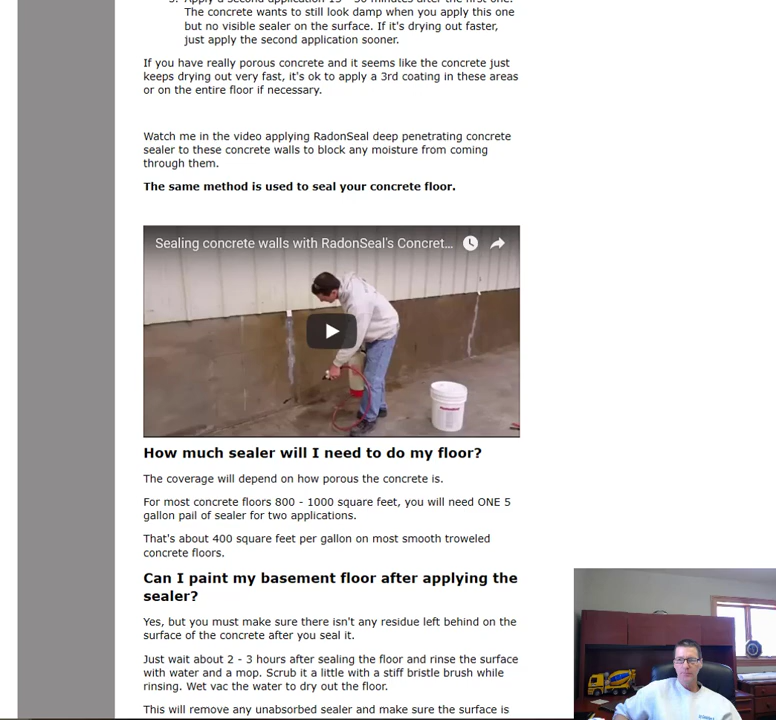 3. Apply a second application 15 - 30 minutes after the first one.
The concrete wants to still look damp when you apply this one
but no visible sealer on the surface. If it's drying out faster,
just apply the second application sooner.
If you have really porous concrete and it seems like the concrete just
keeps drying out very fast, it's ok to apply a 3rd coating in these areas
or on the entire floor if necessary.
Watch me in the video applying RadonSeal deep penetrating concrete
sealer to these concrete walls to block any moisture from coming
through them.
The same method is used to seal your concrete floor.
Sealing concrete walls with RadonSeal's Concret...
How much sealer will I need to do my floor?
The coverage will depend on how porous the concrete is.
For most concrete floors 800 - 1000 square feet, you will need ONE 5
gallon pail of sealer for two applications.
That's about 400 square feet per gallon on most smooth troweled
concrete floors.
Can I paint my basement floor after applying the
sealer?
Yes, but you must make sure there isn't any residue left behind on the
surface of the concrete after you seal it.
Just wait about 2 - 3 hours after sealing the floor and rinse the surface
with water and a mop. Scrub it a little with a stiff bristle brush while
rinsing. Wet vac the water to dry out the floor.
This will remove any unabsorbed sealer and make sure the surface is